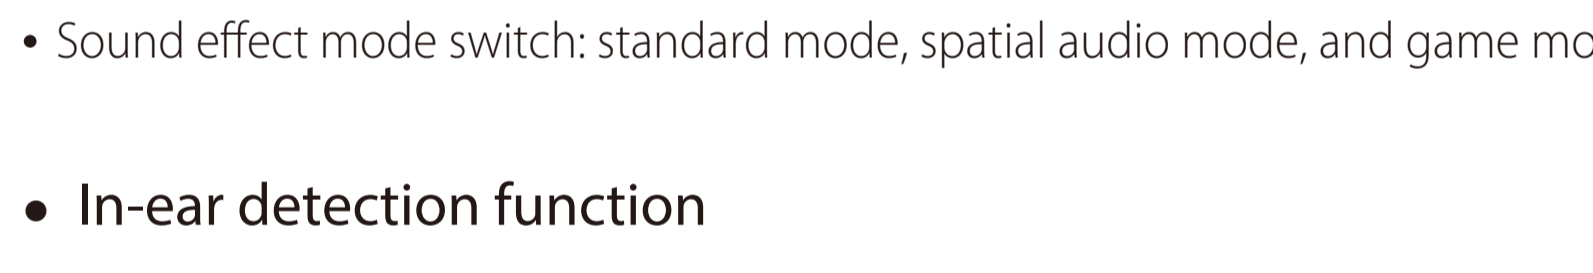 • Sound effect mode switch: standard mode, spatial audio mode, and game
• In-ear detection function